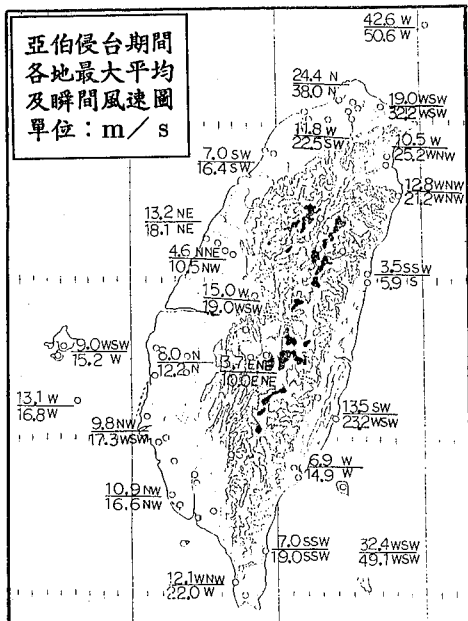 亞伯侵台期間
各地最大平均
及瞬間風速圖
單位：m／s
42.6 W
50.6 W
24.4 N
38.0 N
19.0 WSW
32.2 WSW
11.8 W
22.5 SW
10.5 W
25.2 WNW
7.0 SW
16.4 SW
12.8 WNW
21.2 WNW
13.2 NE
18.1 NE
4.6 NNE
10.5 NW
3.5 SSW
5.9 S
15.0 W
19.0 WSW
9.0 WSW
15.2 W
8.0 N
12.2 N
3.7 ENE
10.0 ENE
13.1 W
16.8 W
13.5 SW
23.2 WSW
9.8 NW
17.3 WSW
6.9 W
14.9 W
10.9 NW
16.6 NW
7.0 SSW
19.0 SSW
32.4 WSW
49.1 WSW
12.1 WNW
22.0 W